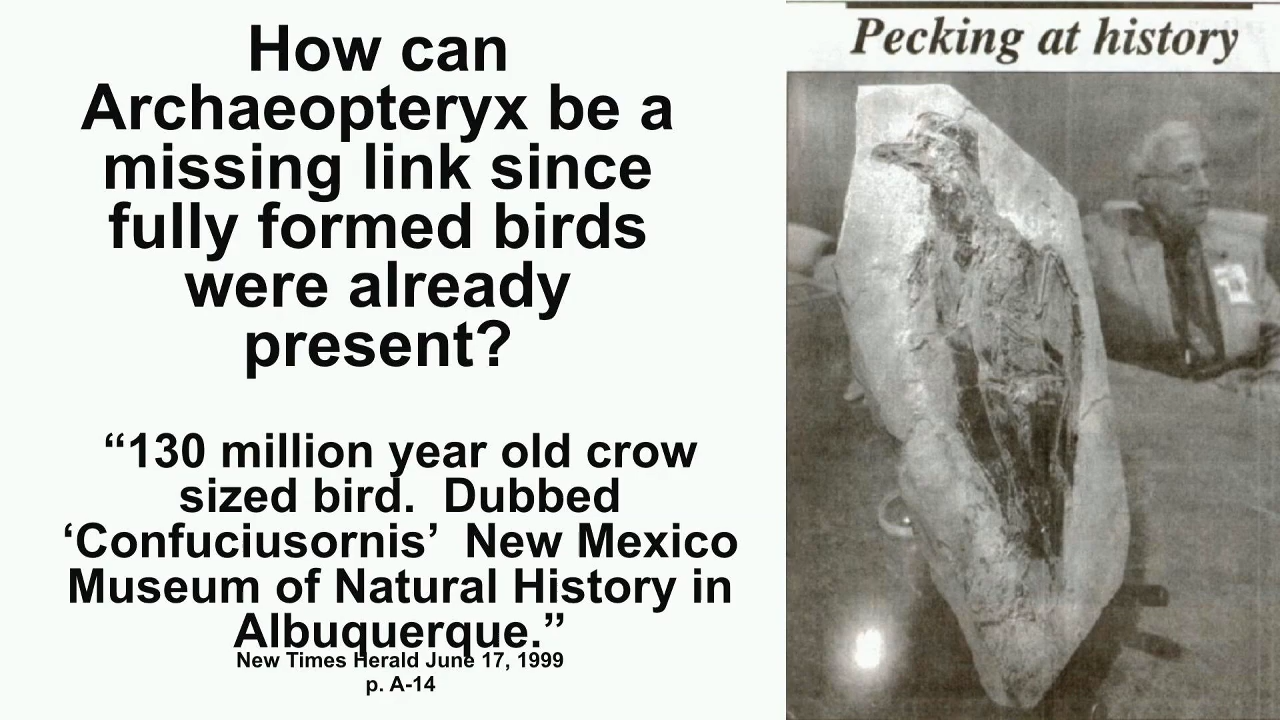 How can
Archaeopteryx be a
missing link since
fully formed birds
were already
present?
“130 million year old crow
sized bird.  Dubbed
‘Confuciusornis’  New Mexico
Museum of Natural History in
Albuquerque.”
New Times Herald June 17, 1999
p. A-14
Pecking at history